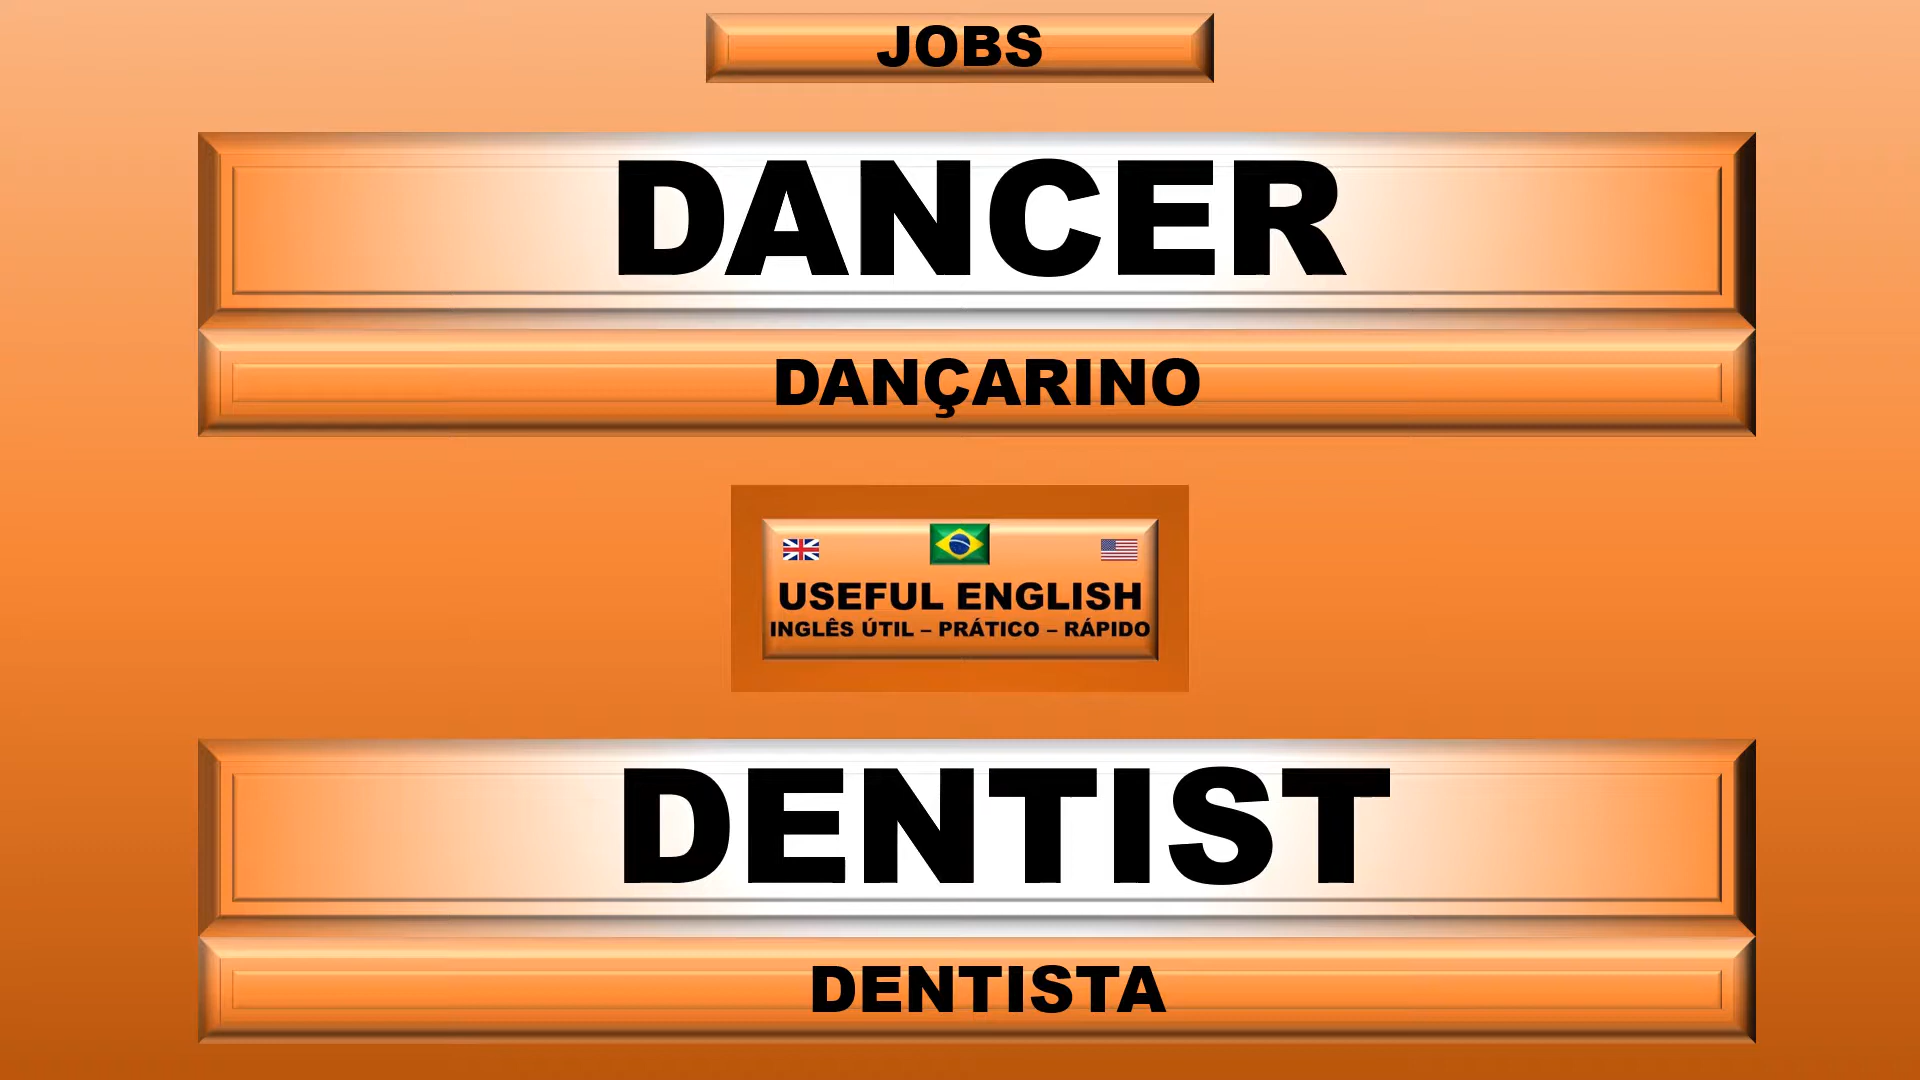 JOBS
DANCER
DANÇARINO
USEFUL ENGLISH
INGLÊS ÚTIL – PRÁTICO – RÁPIDO
DENTIST
DENTISTA